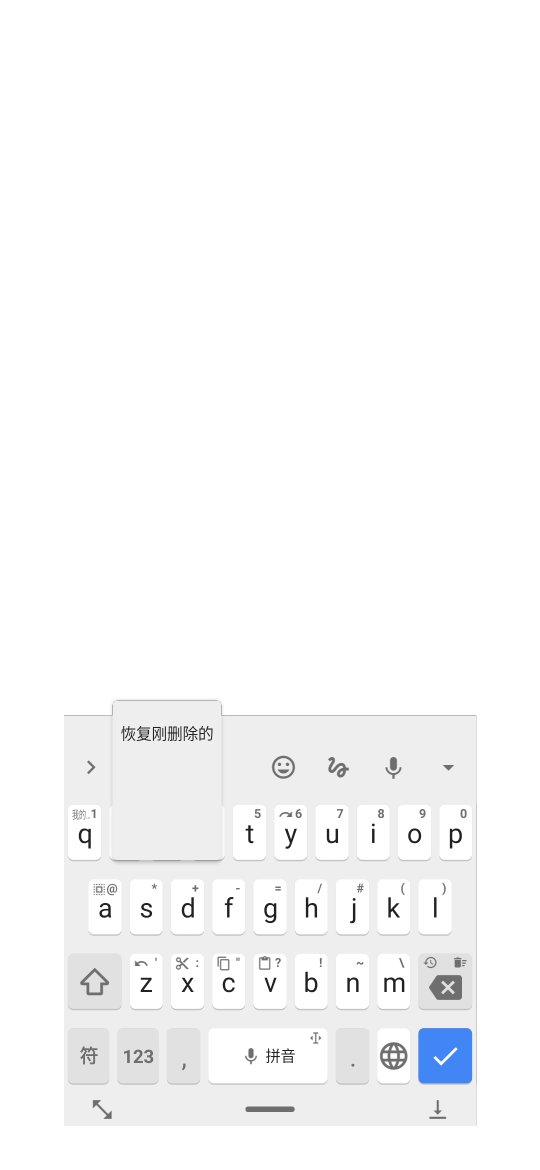 恢复刚删除的
我的..1 5 6 7 8 9 0
q t y u i o p
@ * + - = / # ( )
a s d f g h j k l
' : " ? ! ~ \
z x c v b n m
符 123 , 拼音 .